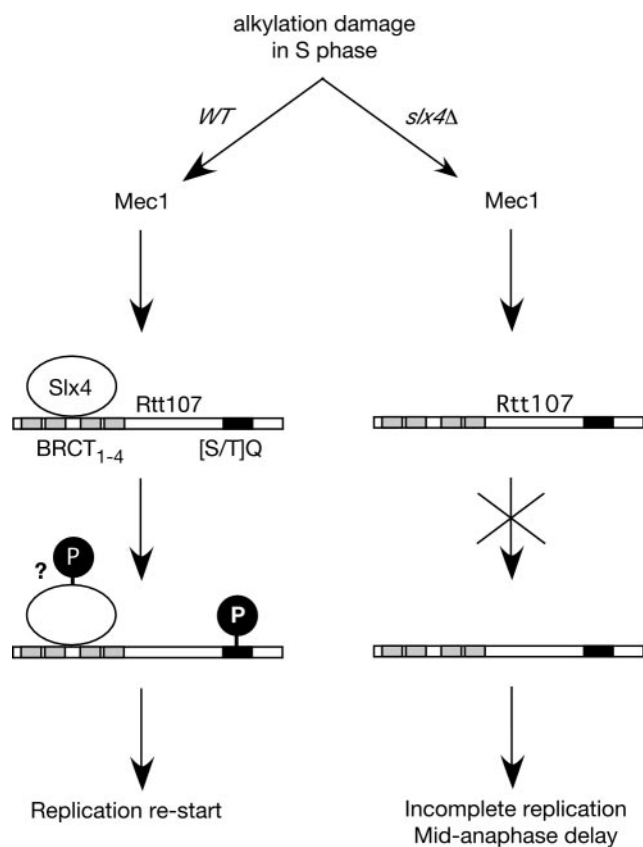 alkylation damage
in S phase
WT
slx4Δ
Mec1
Mec1
Slx4
Rtt107
Rtt107
BRCT1-4
[S/T]Q
P
?
P
Replication re-start
Incomplete replication
Mid-anaphase delay